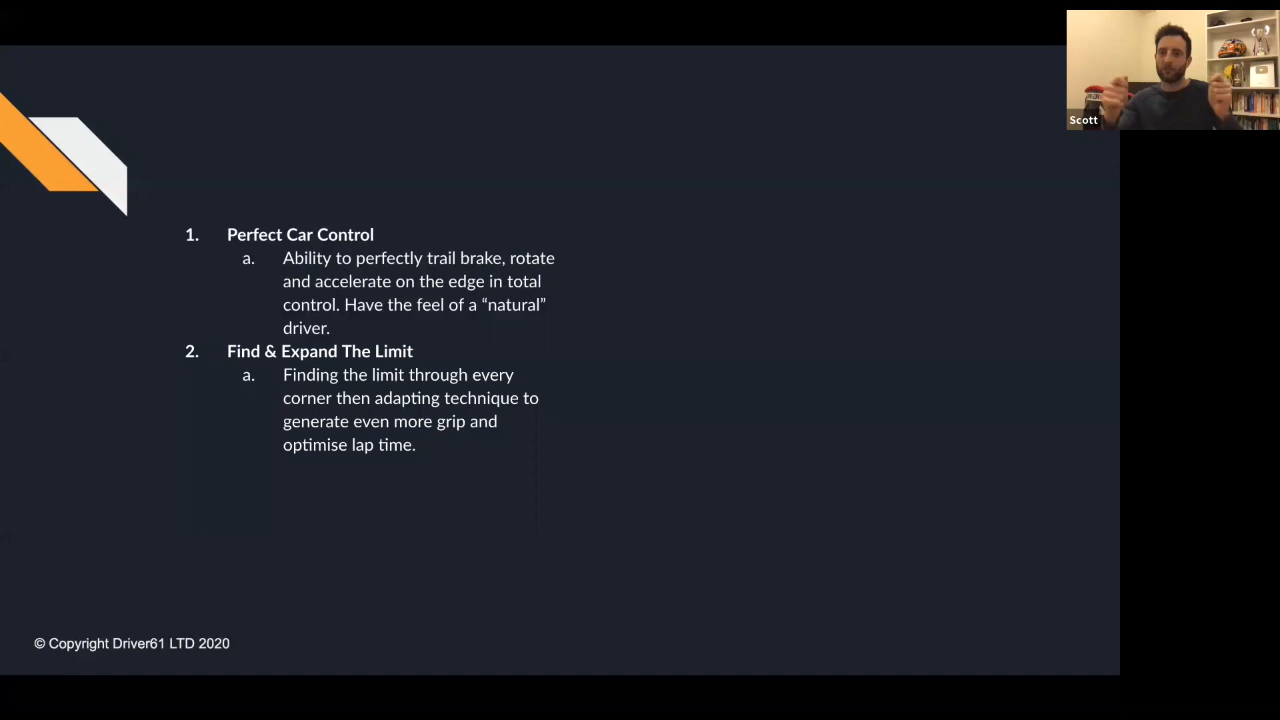 Scott
1. Perfect Car Control
a. Ability to perfectly trail brake, rotate
and accelerate on the edge in total
control. Have the feel of a “natural”
driver.
2. Find & Expand The Limit
a. Finding the limit through every
corner then adapting technique to
generate even more grip and
optimise lap time.
© Copyright Driver61 LTD 2020